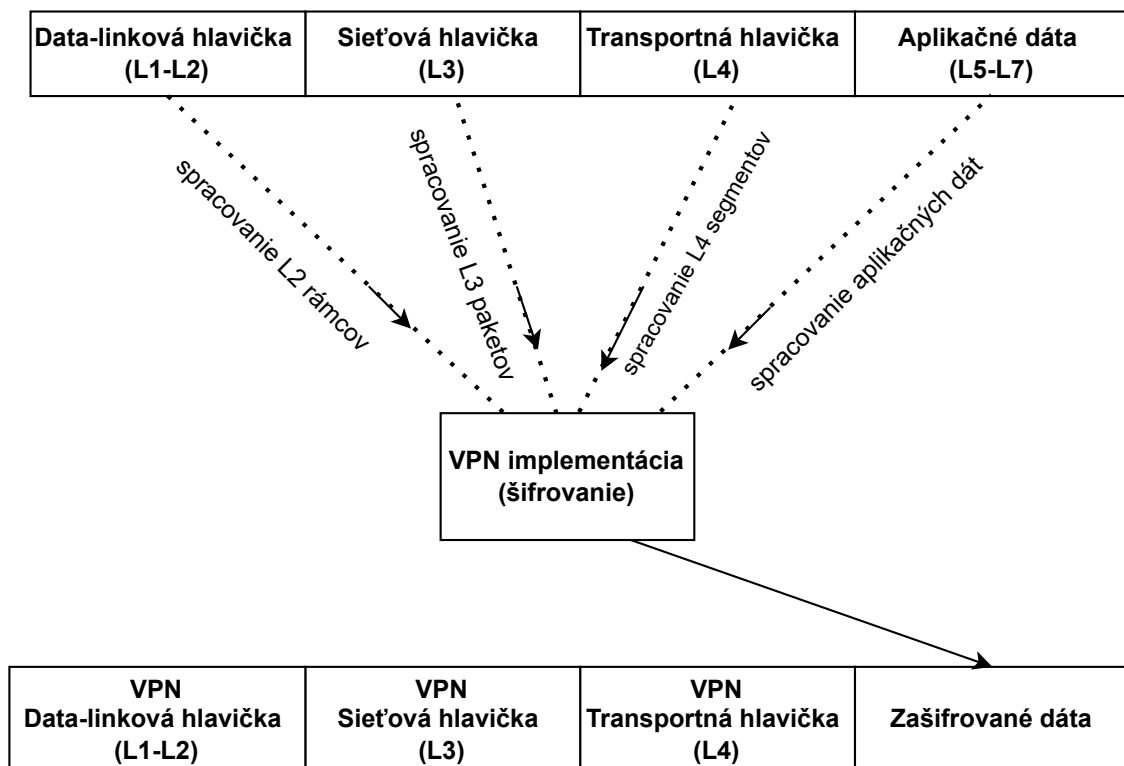 Data-linková hlavička
(L1-L2)
Sieťová hlavička
(L3)
Transportná hlavička
(L4)
Aplikačné dáta
(L5-L7)
spracovanie L2 rámcov
spracovanie L3 paketov
spracovanie L4 segmentov
spracovanie aplikačných dát
VPN implementácia
(šifrovanie)
VPN
Data-linková hlavička
(L1-L2)
VPN
Sieťová hlavička
(L3)
VPN
Transportná hlavička
(L4)
Zašifrované dáta